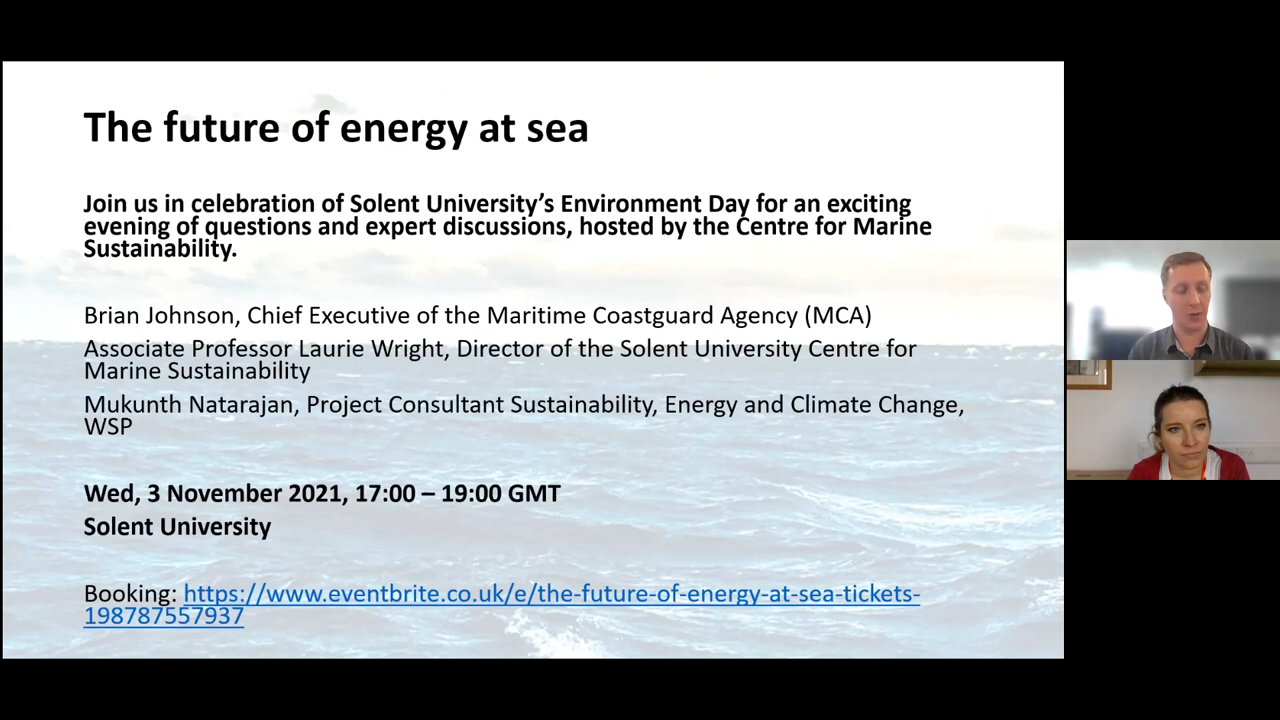 The future of energy at sea
Join us in celebration of Solent University’s Environment Day for an exciting
evening of questions and expert discussions, hosted by the Centre for Marine
Sustainability.
Brian Johnson, Chief Executive of the Maritime Coastguard Agency (MCA)
Associate Professor Laurie Wright, Director of the Solent University Centre for
Marine Sustainability
Mukunth Natarajan, Project Consultant Sustainability, Energy and Climate Change,
WSP
Wed, 3 November 2021, 17:00 – 19:00 GMT
Solent University
Booking: https://www.eventbrite.co.uk/e/the-future-of-energy-at-sea-tickets-
198787557937